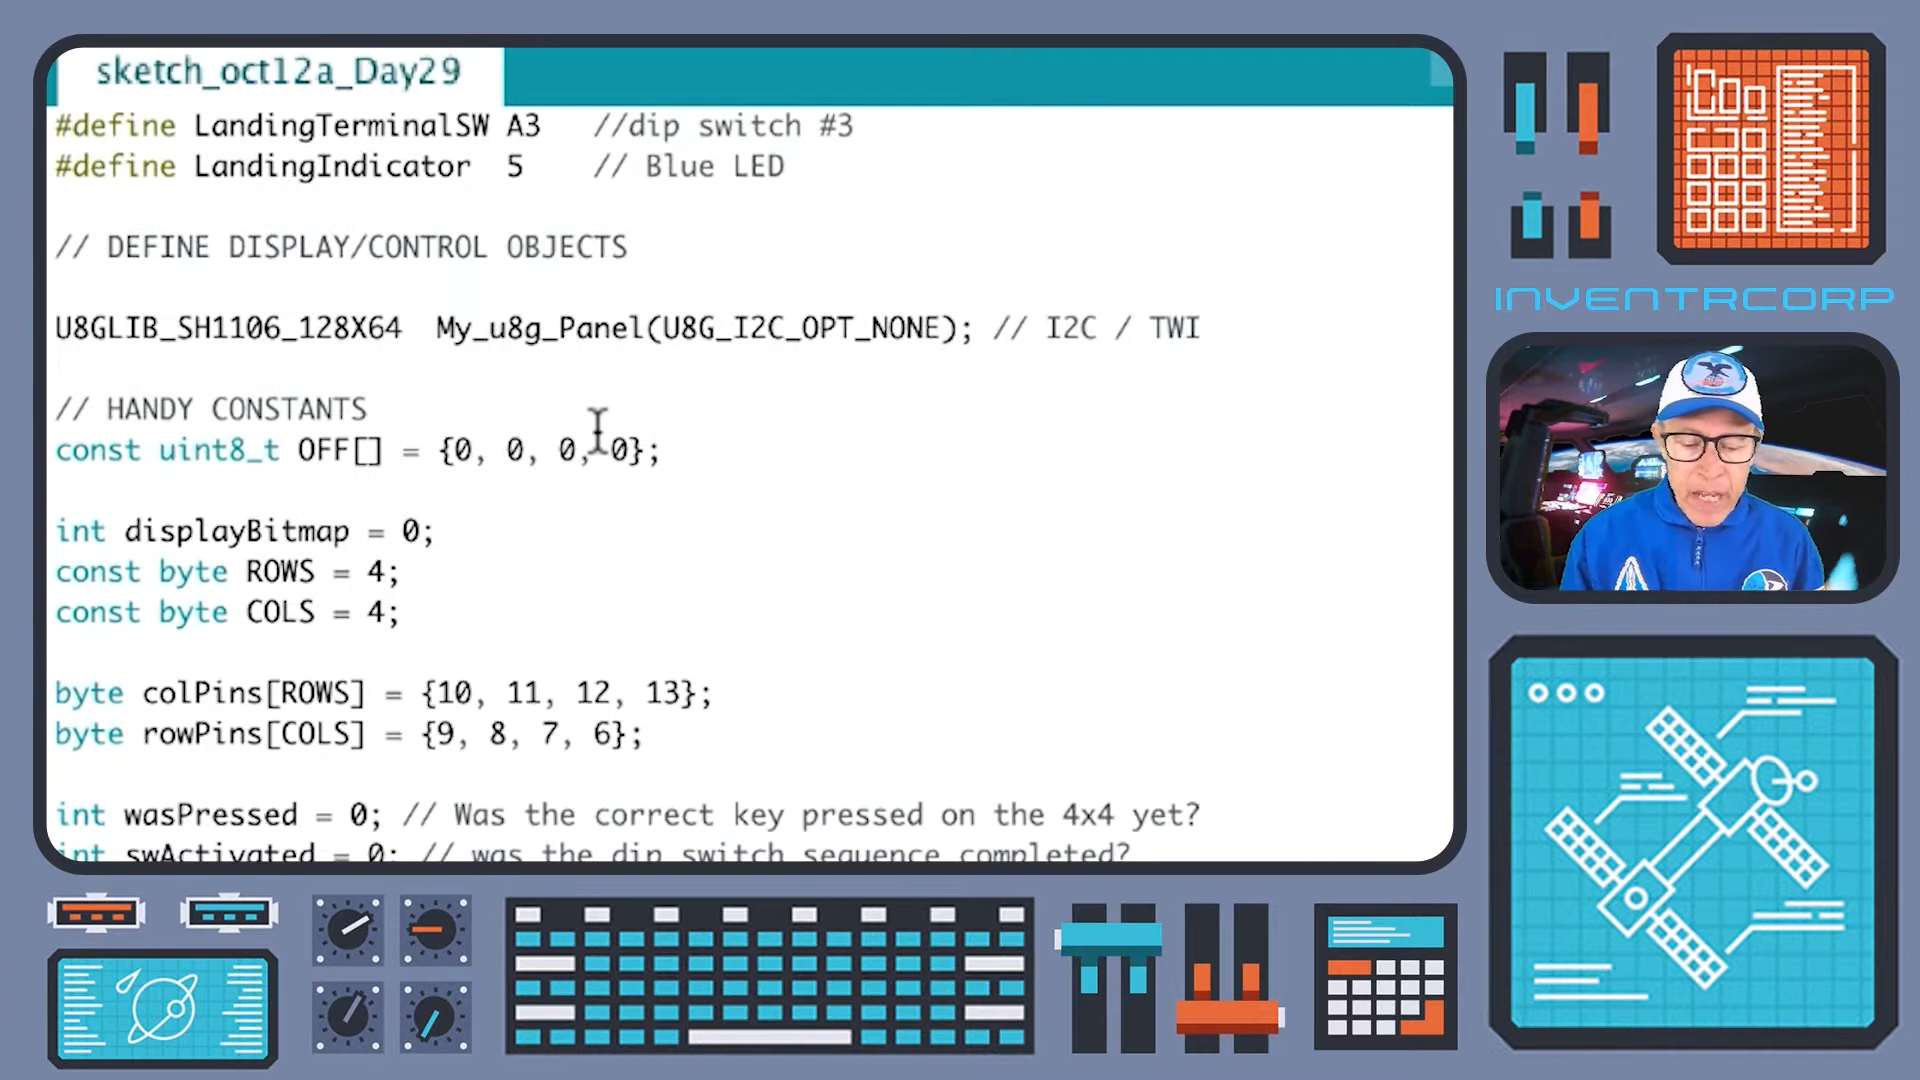 sketch_oct12a_Day29
#define LandingTerminalSW A3 //dip switch #3
#define LandingIndicator 5 // Blue LED
// DEFINE DISPLAY/CONTROL OBJECTS
U8GLIB_SH1106_128X64 My_u8g_Panel(U8G_I2C_OPT_NONE); // I2C / TWI
// HANDY CONSTANTS
const uint8_t OFF[] = {0, 0, 0, 0};
int displayBitmap = 0;
const byte ROWS = 4;
const byte COLS = 4;
byte colPins[ROWS] = {10, 11, 12, 13};
byte rowPins[COLS] = {9, 8, 7, 6};
int wasPressed = 0; // Was the correct key pressed on the 4x4 yet?
int swActivated = 0; // was the dip switch sequence completed?
INVENTRCORP